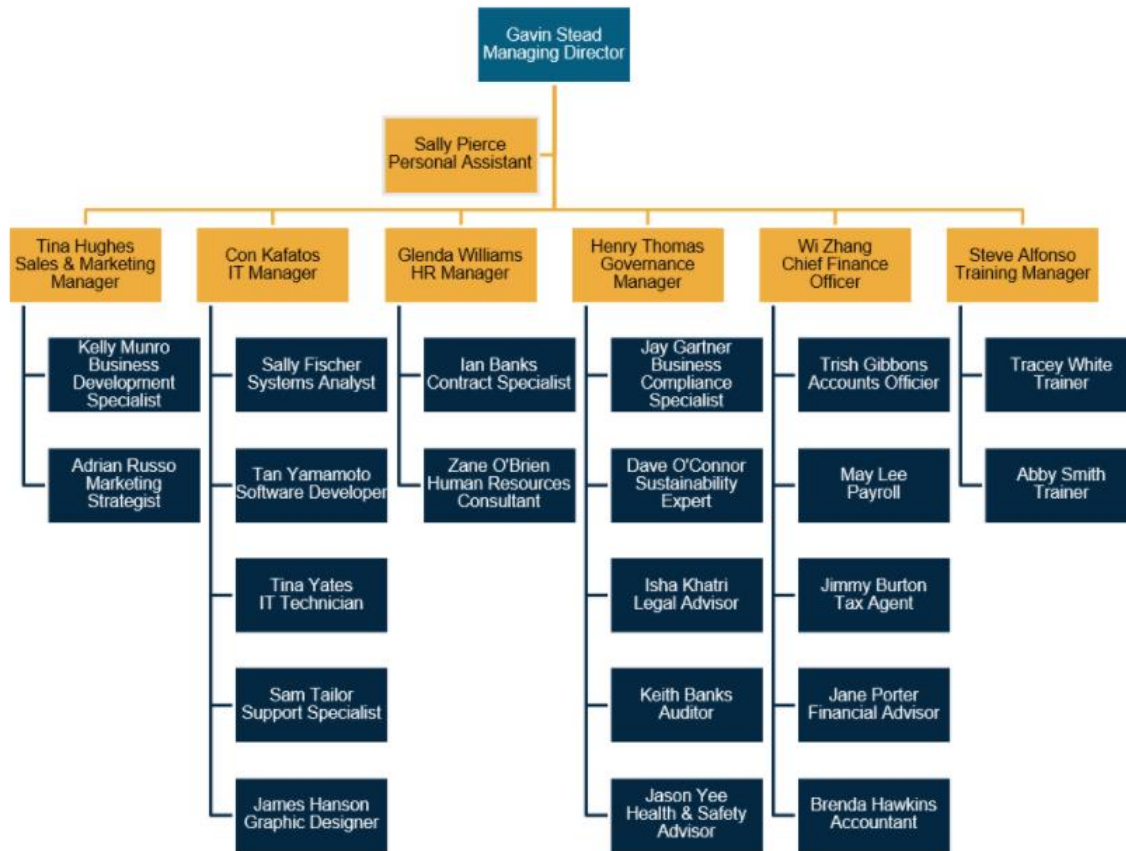 Gavin Stead
Managing Director
Sally Pierce
Personal Assistant
Tina Hughes
Sales & Marketing
Manager
Con Kafatos
IT Manager
Glenda Williams
HR Manager
Henry Thomas
Governance
Manager
Wi Zhang
Chief Finance
Officer
Steve Alfonso
Training Manager
Kelly Munro
Business
Development
Specialist
Sally Fischer
Systems Analyst
Ian Banks
Contract Specialist
Jay Gartner
Business
Compliance
Specialist
Trish Gibbons
Accounts Officier
Tracey White
Trainer
Adrian Russo
Marketing
Strategist
Tan Yamamoto
Software Developer
Zane O'Brien
Human Resources
Consultant
Dave O'Connor
Sustainability
Expert
May Lee
Payroll
Abby Smith
Trainer
Tina Yates
IT Technician
Isha Khatri
Legal Advisor
Jimmy Burton
Tax Agent
Sam Tailor
Support Specialist
Keith Banks
Auditor
Jane Porter
Financial Advisor
James Hanson
Graphic Designer
Jason Yee
Health & Safety
Advisor
Brenda Hawkins
Accountant